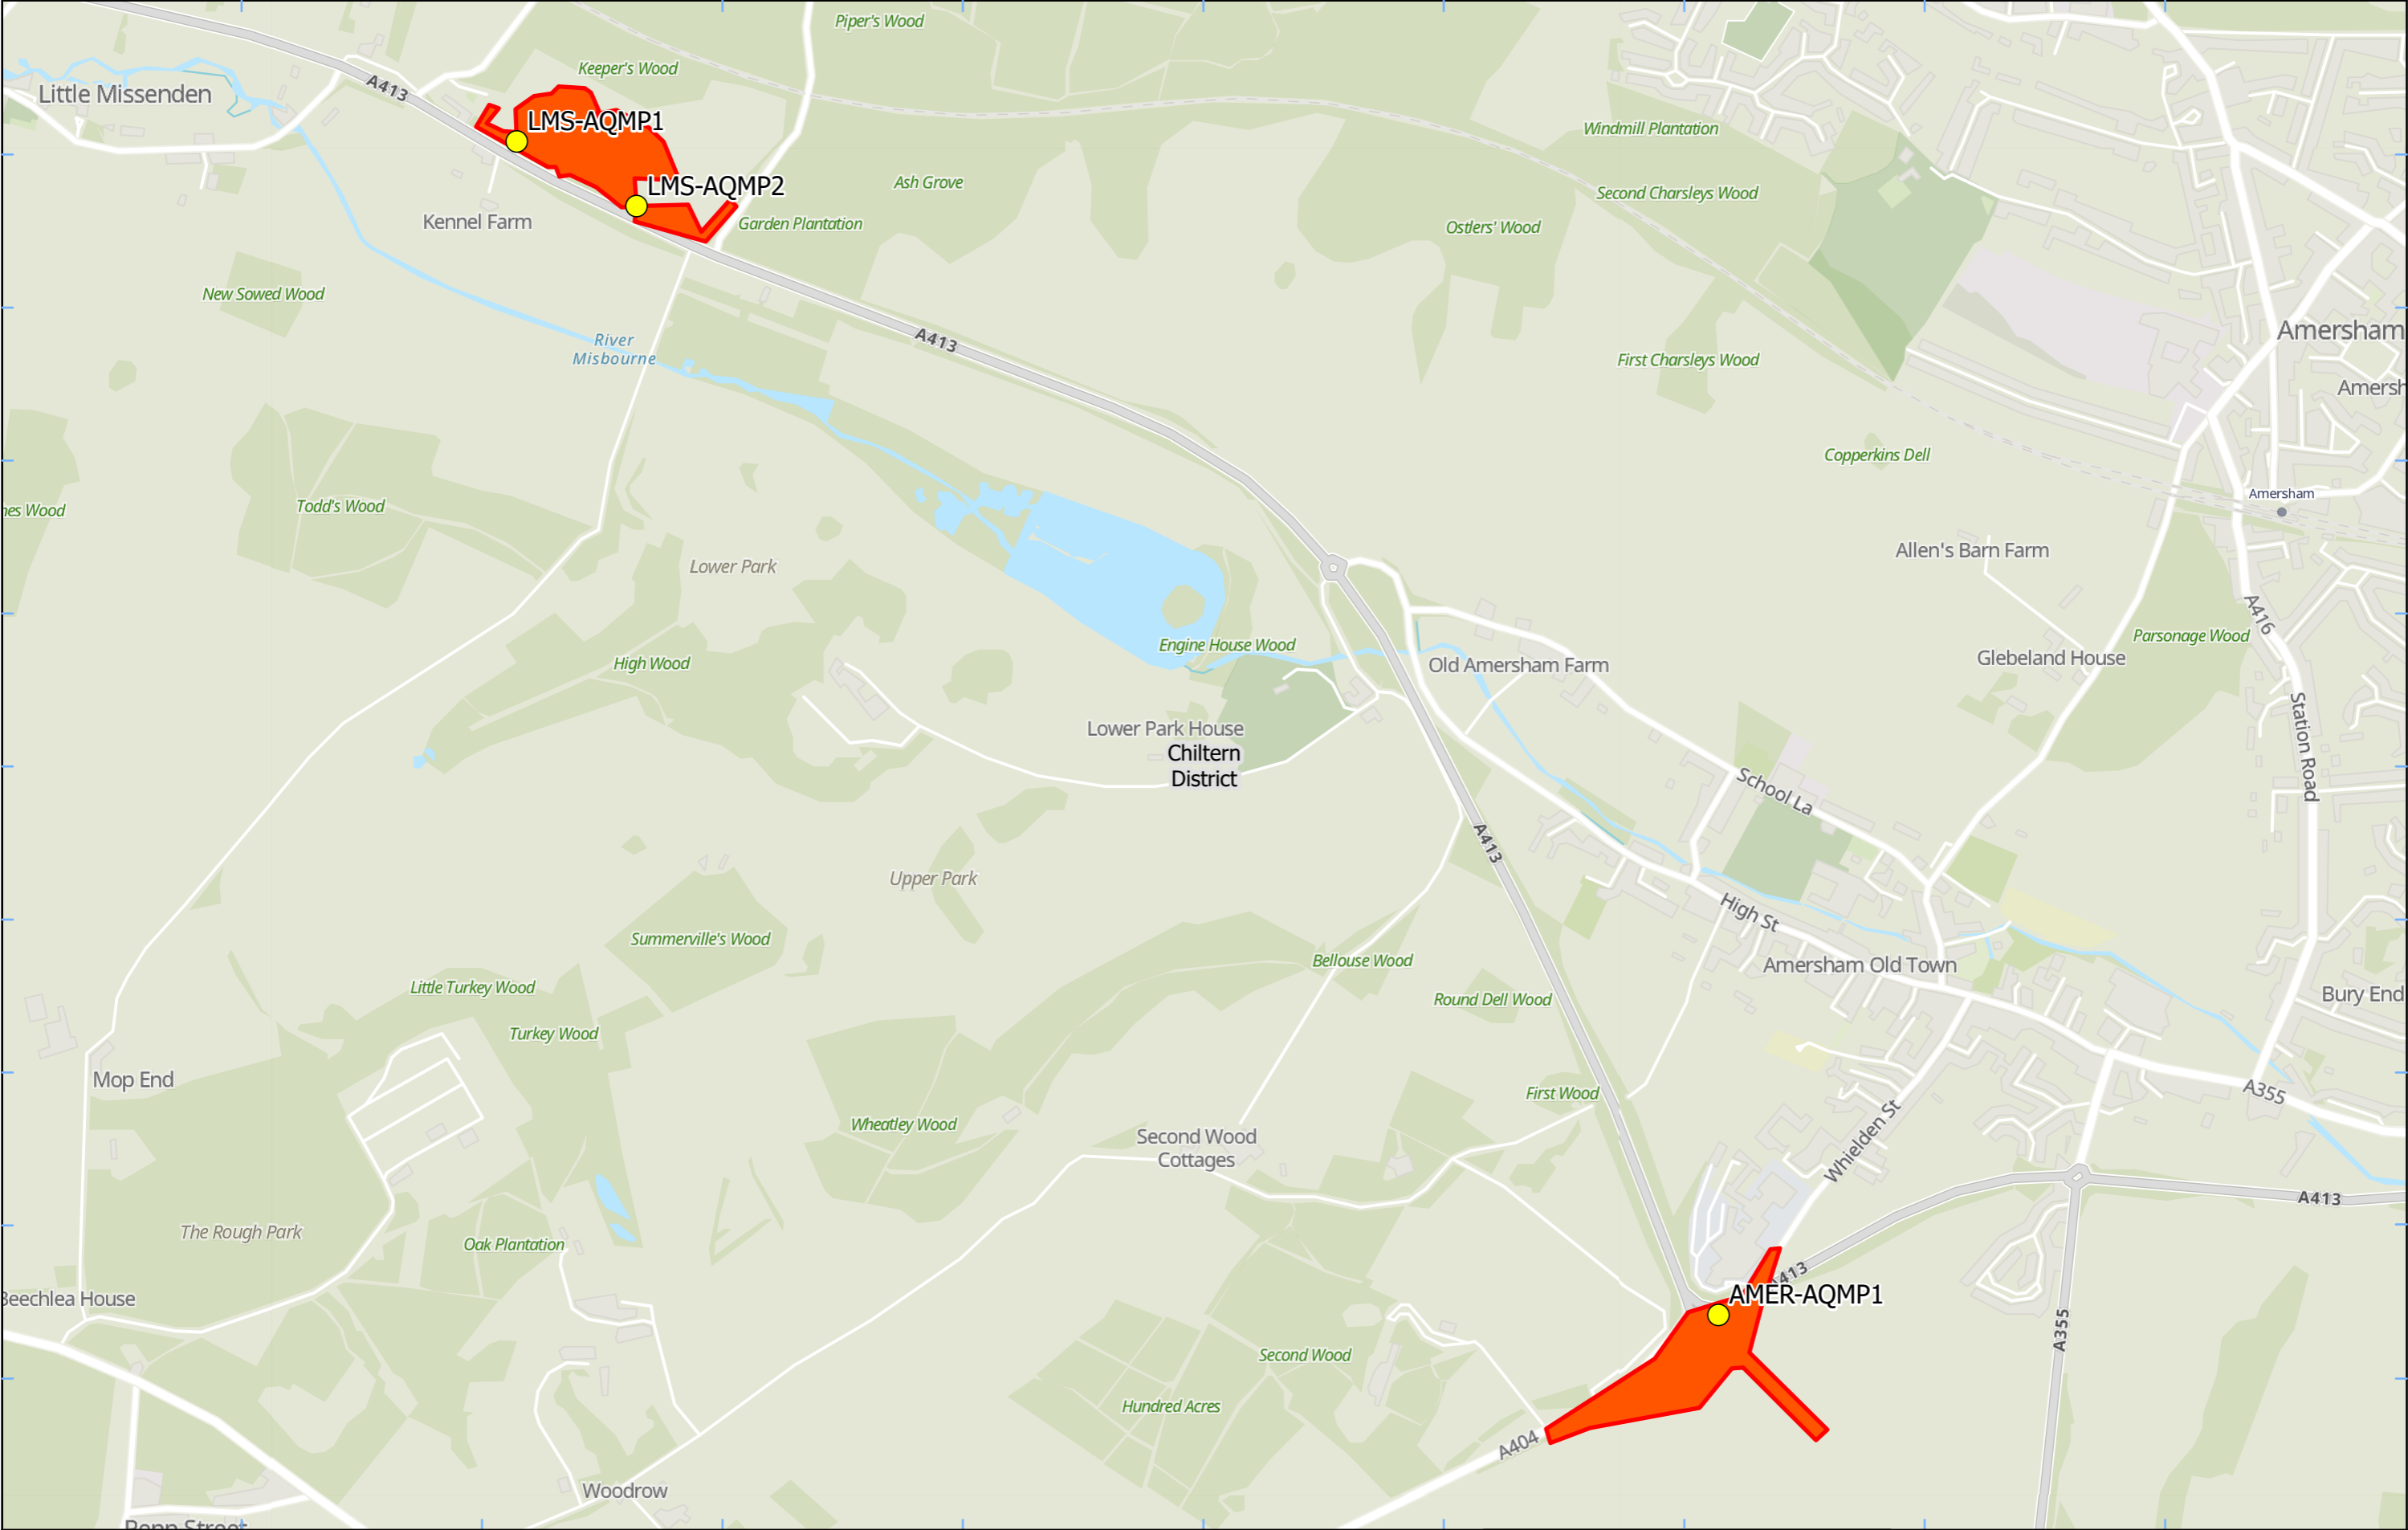 Piper's Wood
Keeper's Wood
A413
Little Missenden
LMS-AQMP1
Windmill Plantation
LMS-AQMP2
Ash Grove
Second Charsleys Wood
Kennel Farm
Garden Plantation
Ostlers' Wood
New Sowed Wood
River
Misbourne
A413
First Charsleys Wood
Amersham
Amersh
Copperkins Dell
Amersham
Todd's Wood
nes Wood
Lower Park
Allen's Barn Farm
A416
Parsonage Wood
Engine House Wood
High Wood
Old Amersham Farm
Glebeland House
Station Road
Lower Park House
Chiltern
District
School La
A413
Upper Park
High St
Summerville's Wood
Bellouse Wood
Amersham Old Town
Little Turkey Wood
Round Dell Wood
Bury End
Turkey Wood
Mop End
First Wood
A355
Wheatley Wood
Second Wood
Cottages
Whielden St
The Rough Park
Oak Plantation
A413
Beechlea House
A413
AMER-AQMP1
A355
Second Wood
Hundred Acres
A404
Woodrow
Penn Street